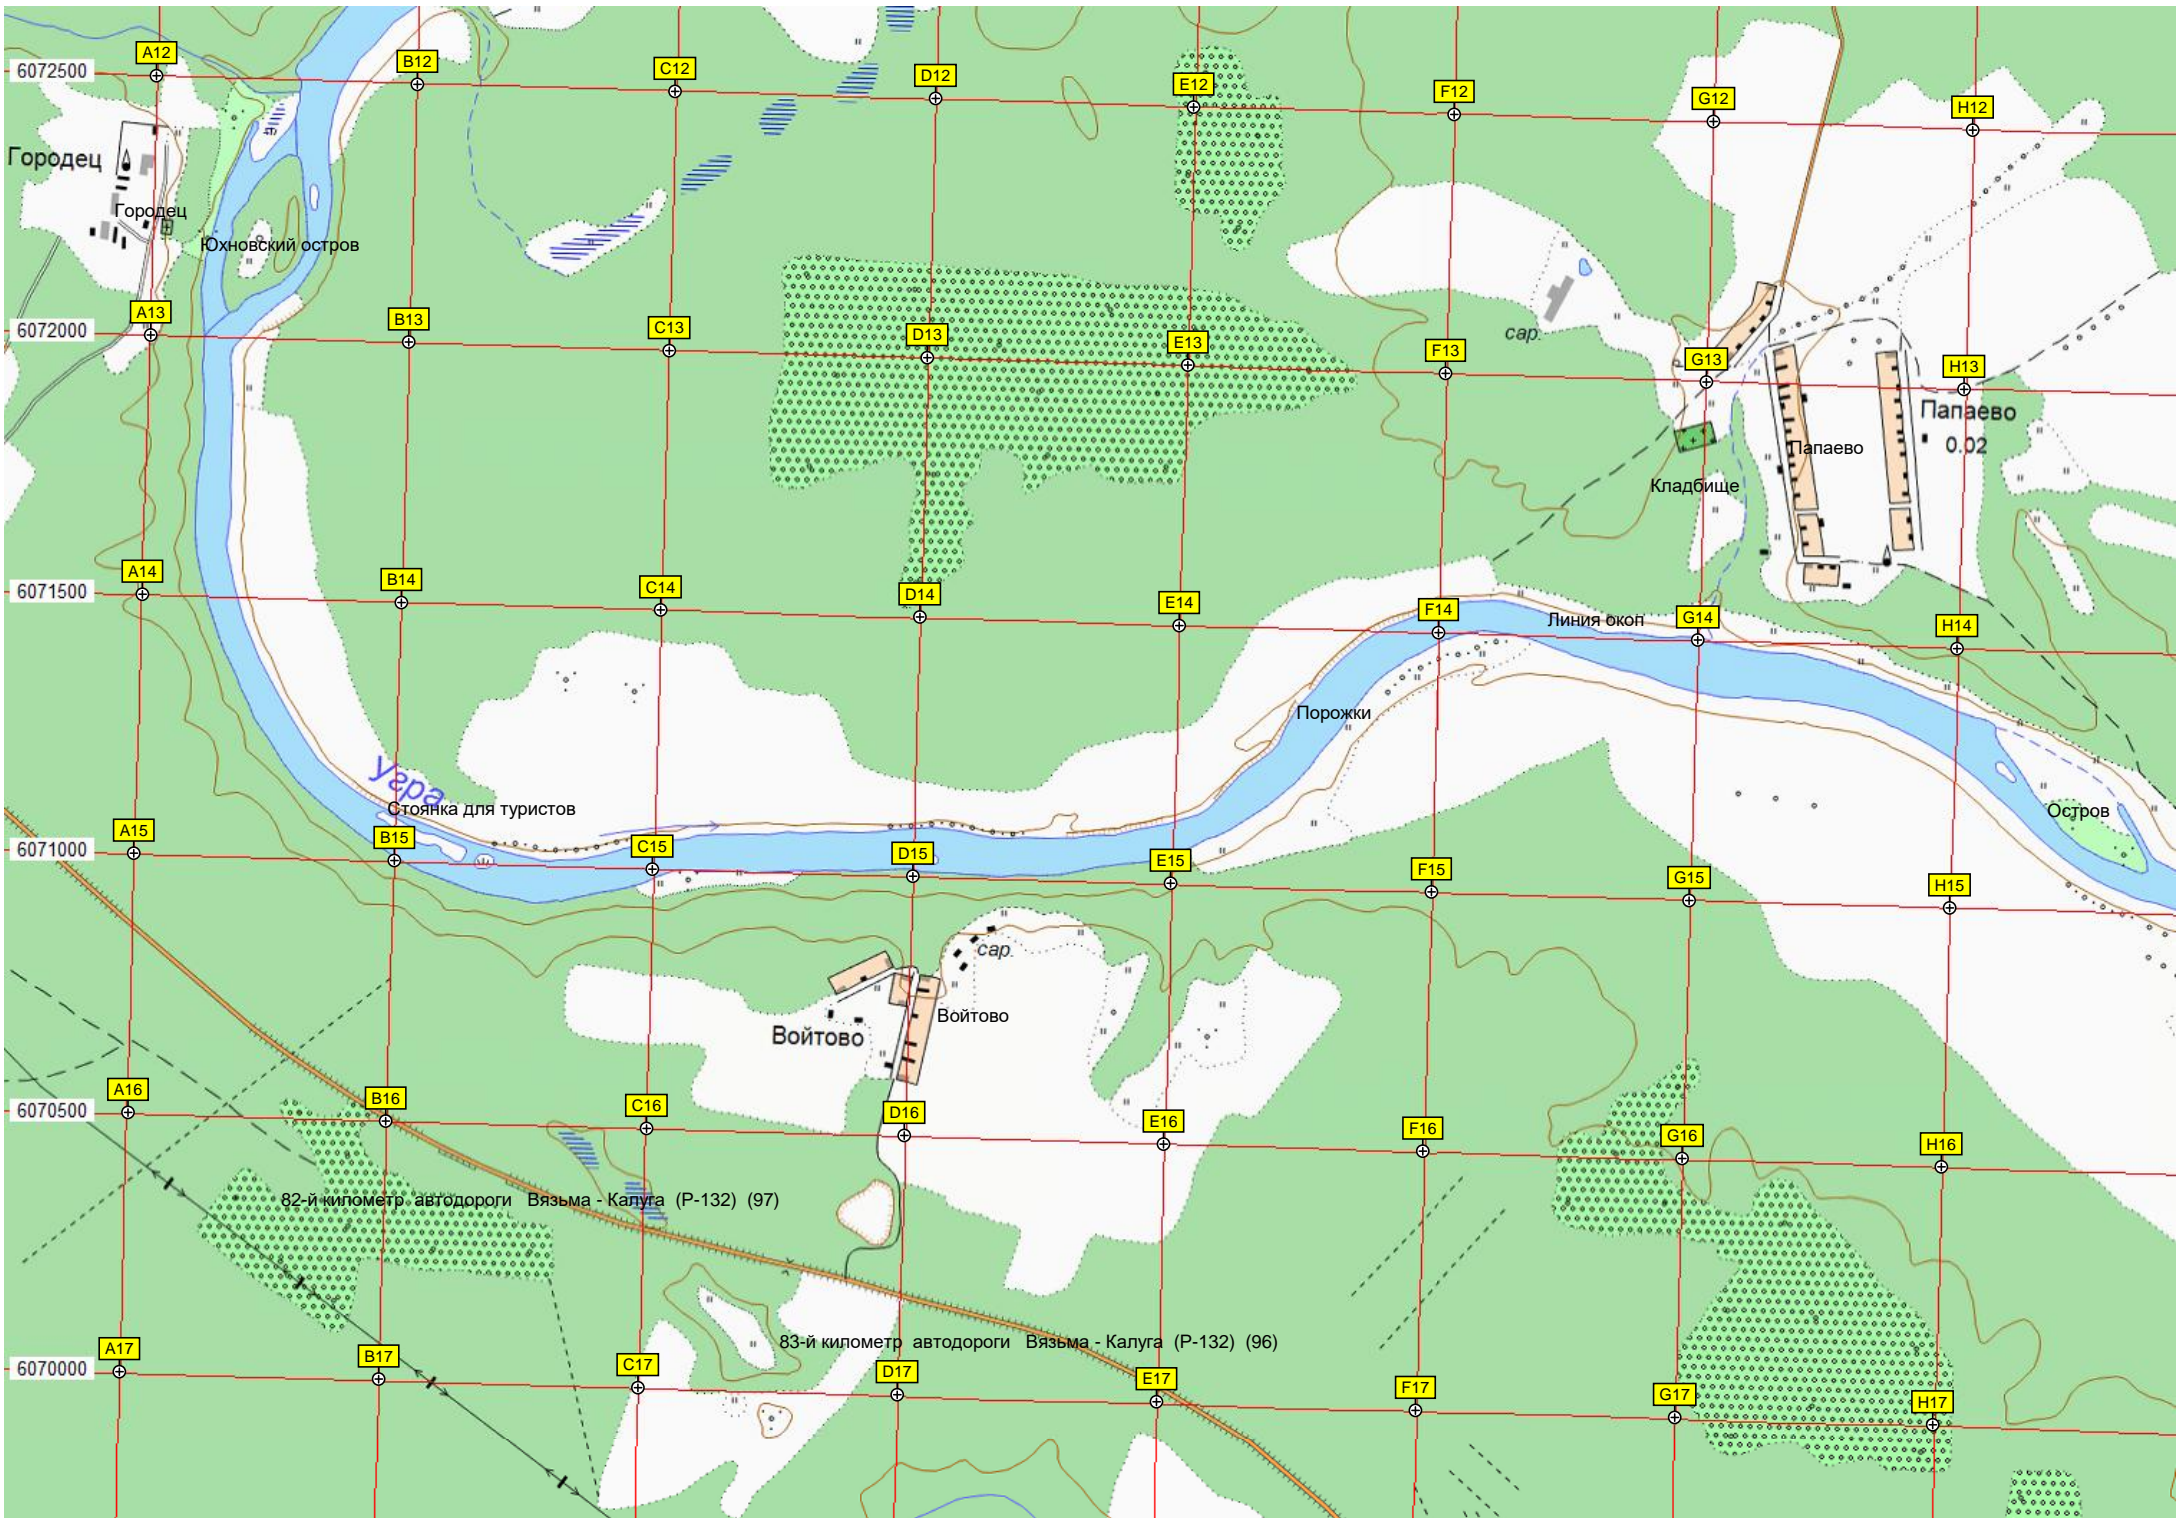 A12
B12
C12
D12
E12
F12
G12
H12
6072500
Городец
Городец
Юхновский остров
A13
B13
C13
D13
E13
F13
G13
H13
6072000
сар.
Папаево
0.02
Папаево
Кладбище
A14
B14
C14
D14
E14
F14
G14
H14
6071500
Линия окоп
Порожки
Угра
Стоянка для туристов
Остров
A15
B15
C15
D15
E15
F15
G15
H15
6071000
сар.
Войтово
Войтово
A16
B16
C16
D16
E16
F16
G16
H16
6070500
82-й километр автодороги Вязьма - Калуга (Р-132) (97)
83-й километр автодороги Вязьма - Калуга (Р-132) (96)
A17
B17
C17
D17
E17
F17
G17
H17
6070000